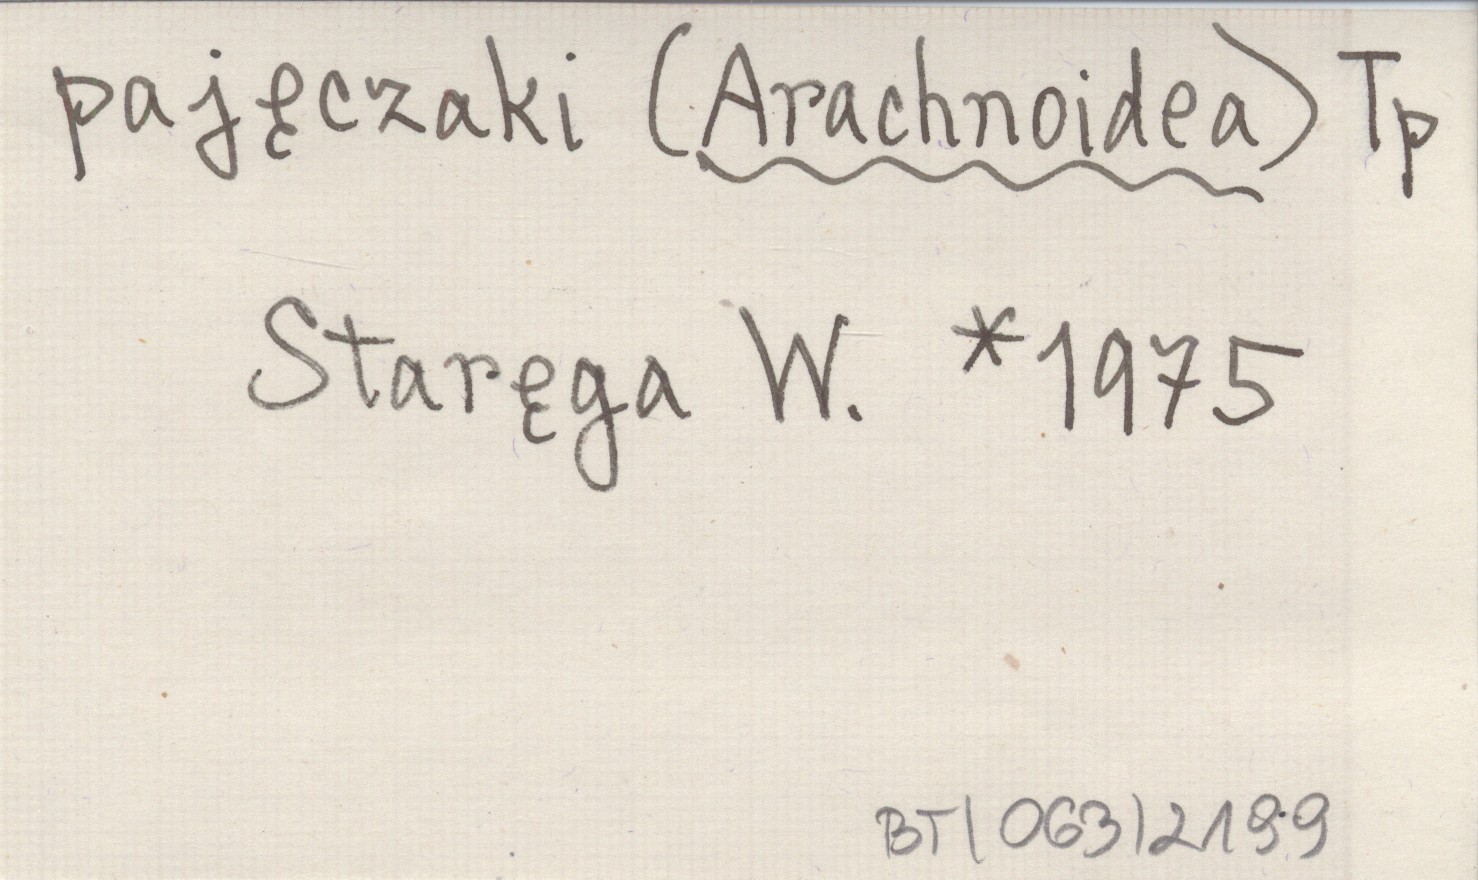 pajęczaki (Arachnoidea) Tp
Staręga W. *1975
BT/063/2199